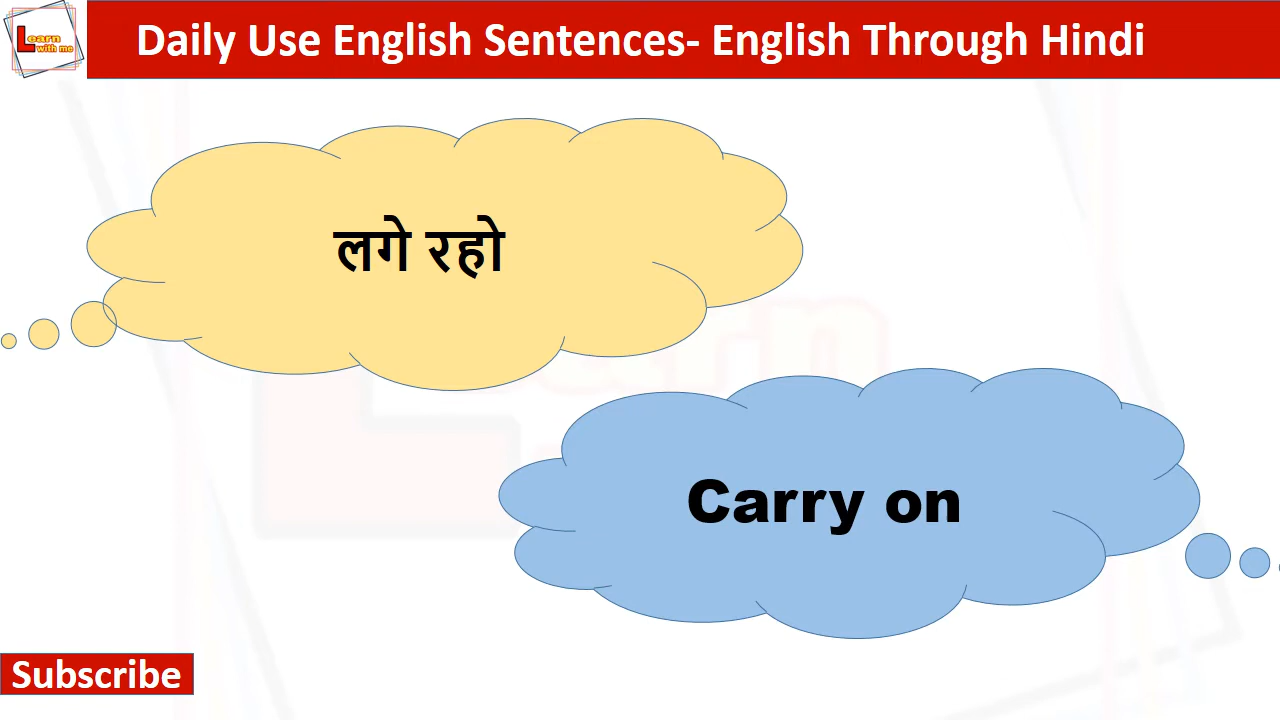 Learn
with me
Daily Use English Sentences- English Through Hindi
लगे रहो
Carry on
Subscribe